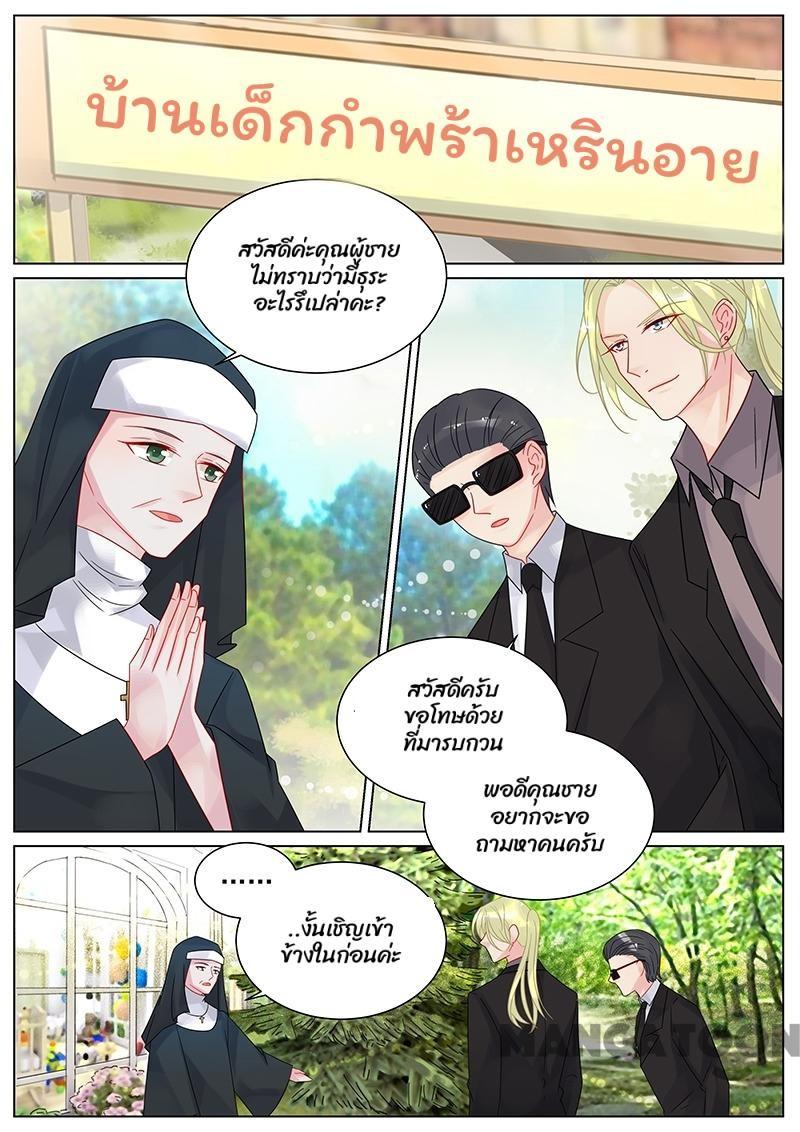 บ้านเด็กกำพร้าเหรินอาย
สวัสดีค่ะคุณผู้ชาย
ไม่ทราบว่ามีธุระ
อะไรรึเปล่าคะ?
สวัสดีครับ
ขอโทษด้วย
ที่มารบกวน
พอดีคุณชาย
อยากจะขอ
ถามหาคนครับ
......
..งั้นเชิญเข้า
ข้างในก่อนค่ะ
MANGATOON